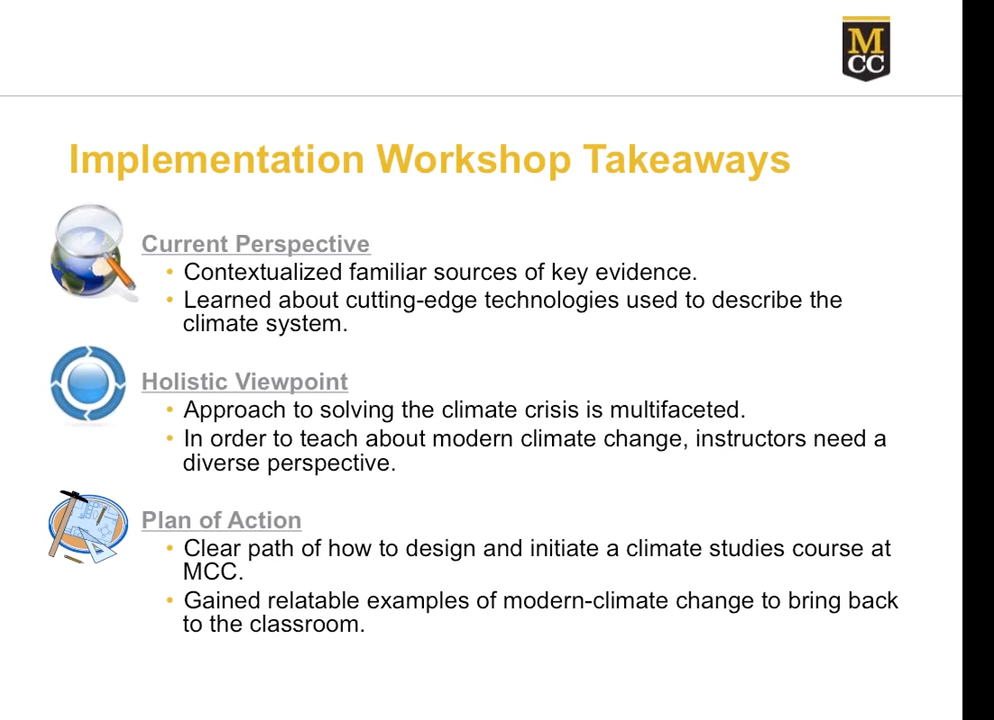 M
CC
Implementation Workshop Takeaways
Current Perspective
• Contextualized familiar sources of key evidence.
• Learned about cutting-edge technologies used to describe the
climate system.
Holistic Viewpoint
• Approach to solving the climate crisis is multifaceted.
• In order to teach about modern climate change, instructors need a
diverse perspective.
Plan of Action
• Clear path of how to design and initiate a climate studies course at
MCC.
• Gained relatable examples of modern-climate change to bring back
to the classroom.